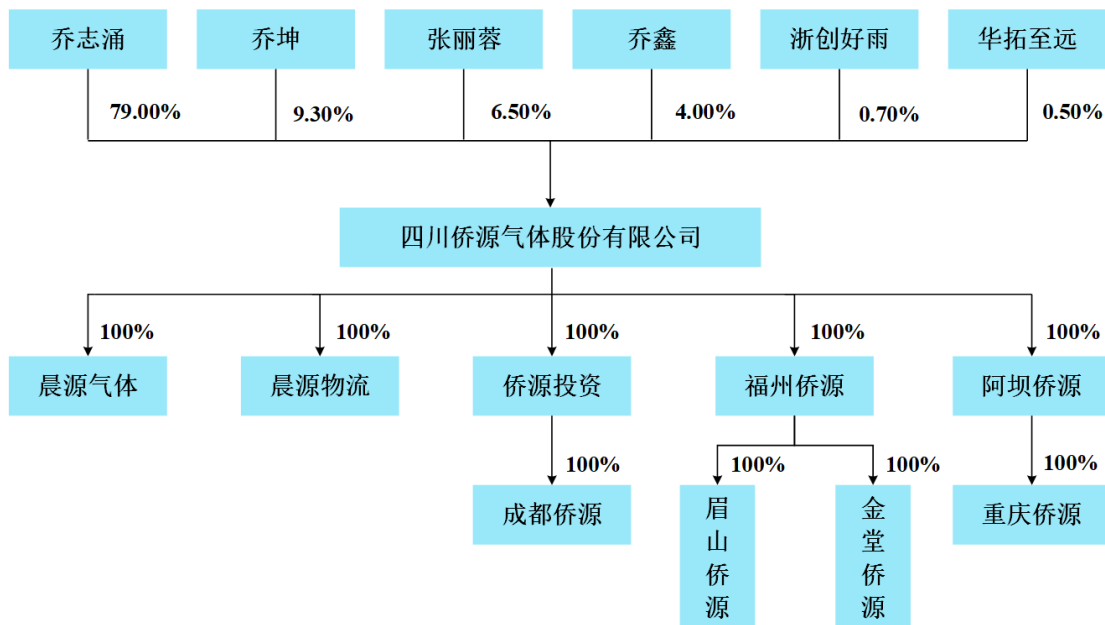 乔志涌
乔坤
张丽蓉
乔鑫
浙创好雨
华拓至远
79.00%
9.30%
6.50%
4.00%
0.70%
0.50%
四川侨源气体股份有限公司
100%
100%
100%
100%
100%
晨源气体
晨源物流
侨源投资
福州侨源
阿坝侨源
100%
100%
100%
100%
成都侨源
眉山侨源
金堂侨源
重庆侨源